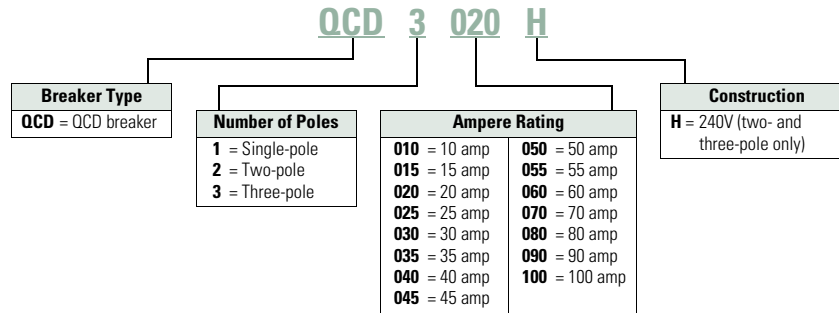 QCD 3 020 H
Breaker Type
QCD = QCD breaker
Number of Poles
1 = Single-pole
2 = Two-pole
3 = Three-pole
Ampere Rating
010 = 10 amp
015 = 15 amp
020 = 20 amp
025 = 25 amp
030 = 30 amp
035 = 35 amp
040 = 40 amp
045 = 45 amp
050 = 50 amp
055 = 55 amp
060 = 60 amp
070 = 70 amp
080 = 80 amp
090 = 90 amp
100 = 100 amp
Construction
H = 240V (two- and
three-pole only)